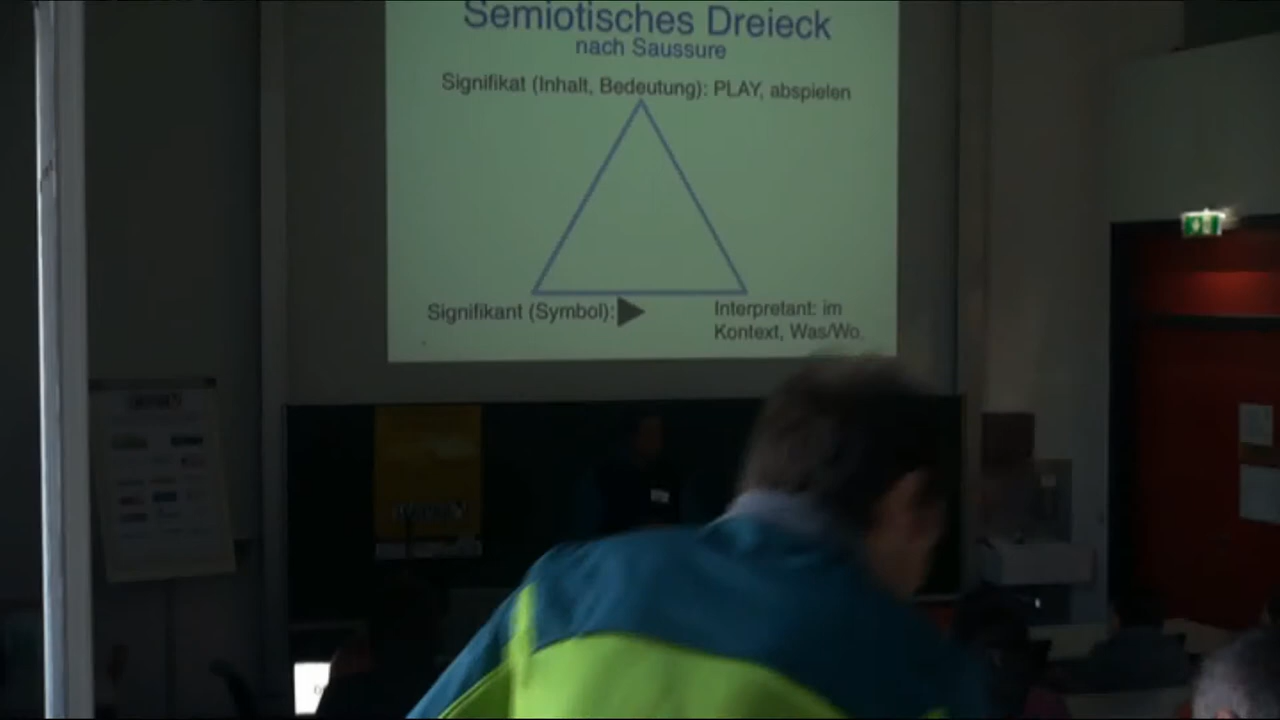 Semiotisches Dreieck
nach Saussure
Signifikat (Inhalt, Bedeutung): PLAY, abspielen
Signifikant (Symbol):
Interpretant: im
Kontext, Was/Wo